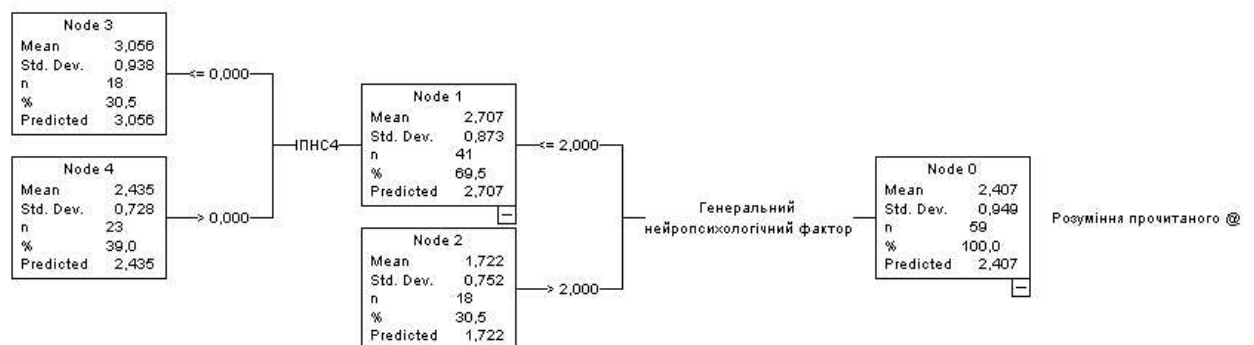 Node 3
Mean 3,056
Std. Dev. 0,938
n 18
% 30,5
Predicted 3,056
<= 0,000
Node 4
Mean 2,435
Std. Dev. 0,728
n 23
% 39,0
Predicted 2,435
> 0,000
ІПНС4
Node 1
Mean 2,707
Std. Dev. 0,873
n 41
% 69,5
Predicted 2,707
<= 2,000
Node 2
Mean 1,722
Std. Dev. 0,752
n 18
% 30,5
Predicted 1,722
> 2,000
Генеральний
нейропсихологічний фактор
Node 0
Mean 2,407
Std. Dev. 0,949
n 59
% 100,0
Predicted 2,407
Розуміння прочитаного @